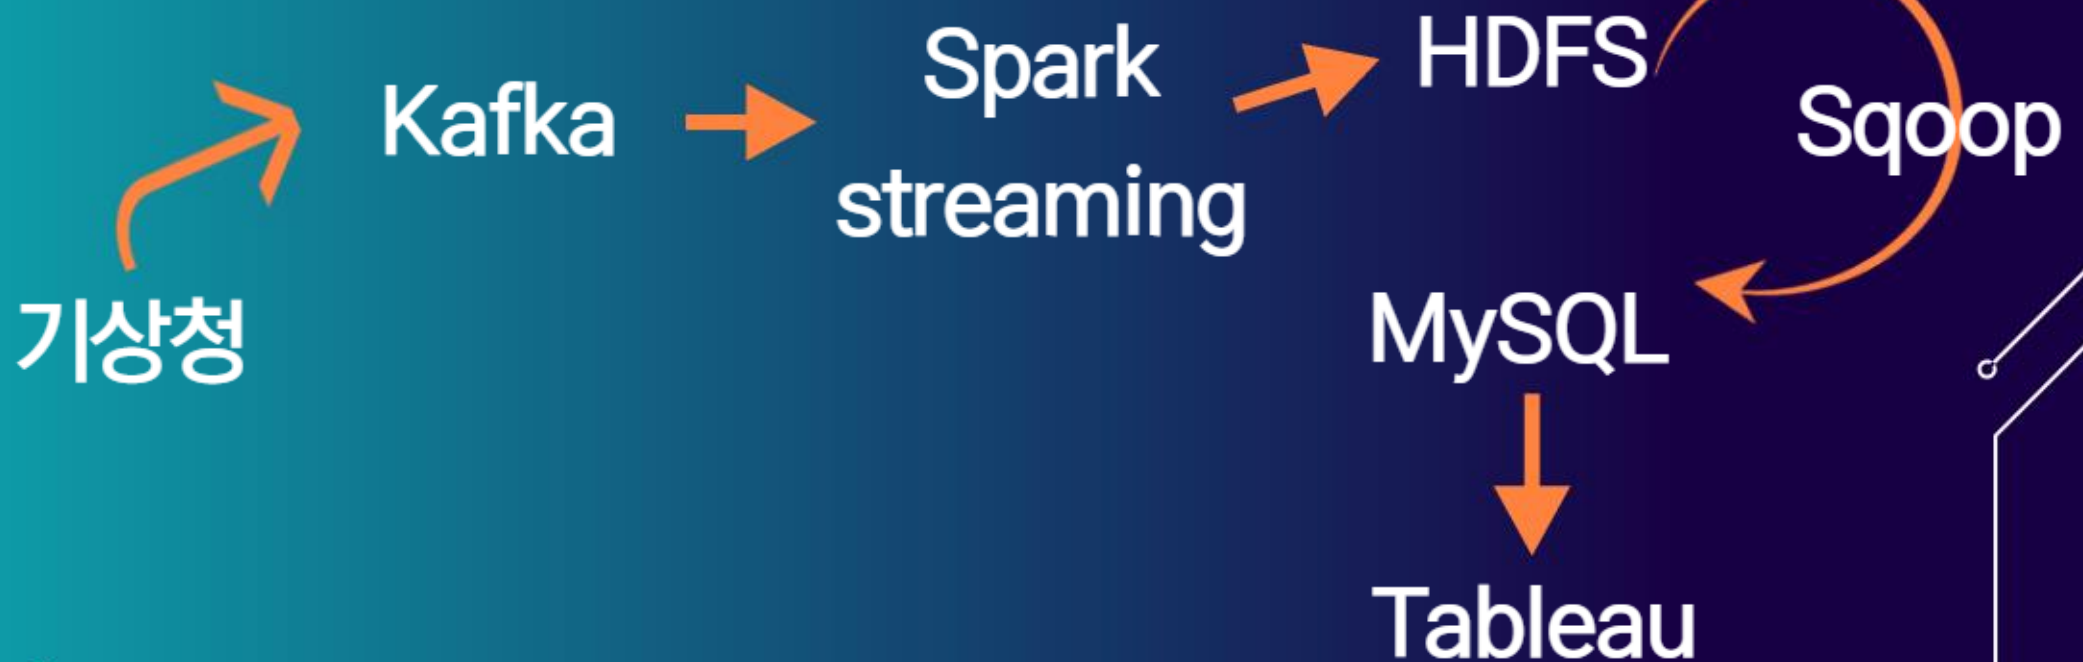 기상청
Kafka
Spark
streaming
HDFS
Sqoop
MySQL
Tableau